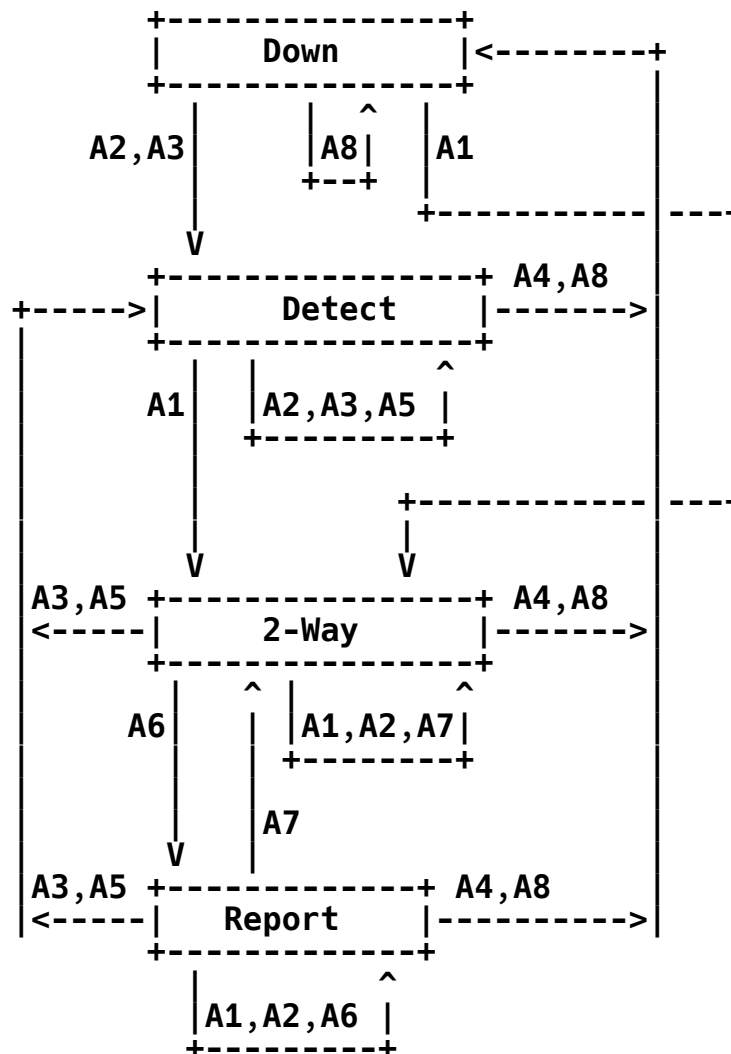 Down
A2,A3 A8 A1
A4,A8
Detect
A1 A2,A3,A5
A3,A5 A4,A8
2-Way
A6 A1,A2,A7
A7
A3,A5 A4,A8
Report
A1,A2,A6